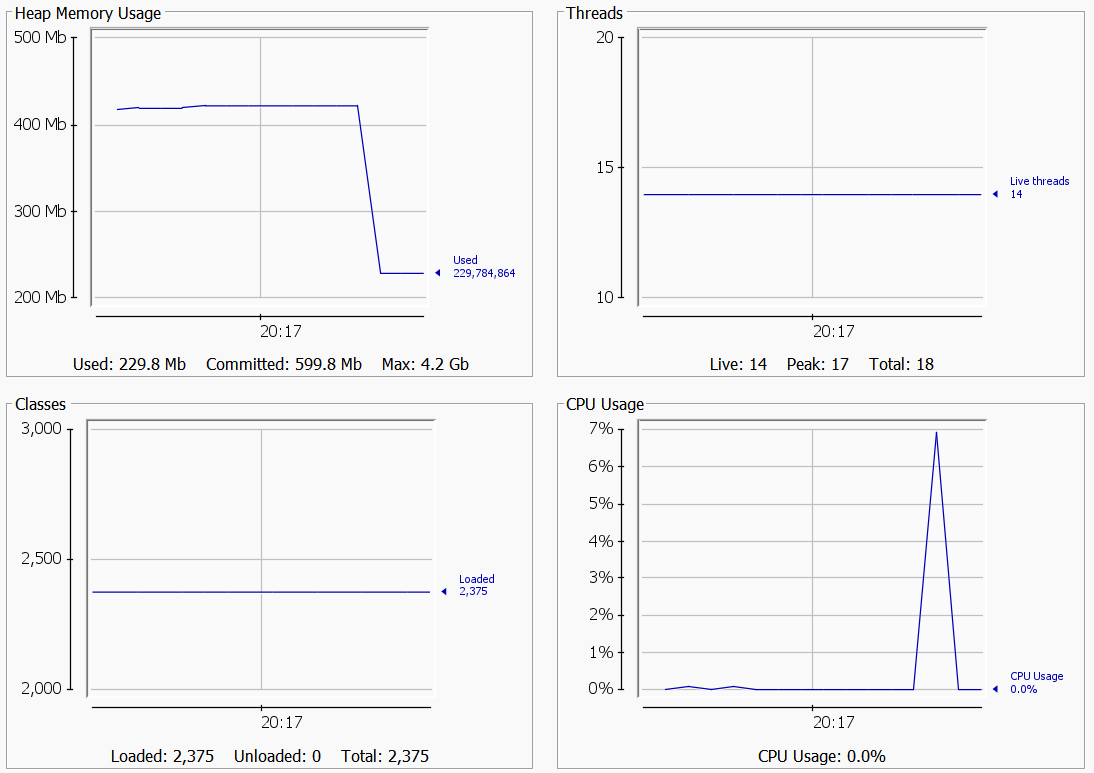 Heap Memory Usage
500 Mb
400 Mb
300 Mb
200 Mb
Used
229,784,864
20:17
Used: 229.8 Mb Committed: 599.8 Mb Max: 4.2 Gb
Threads
20
15
10
Live threads
14
20:17
Live: 14 Peak: 17 Total: 18
Classes
3,000
2,500
2,000
Loaded
2,375
20:17
Loaded: 2,375 Unloaded: 0 Total: 2,375
CPU Usage
7%
6%
5%
4%
3%
2%
1%
0%
CPU Usage
0.0%
20:17
CPU Usage: 0.0%